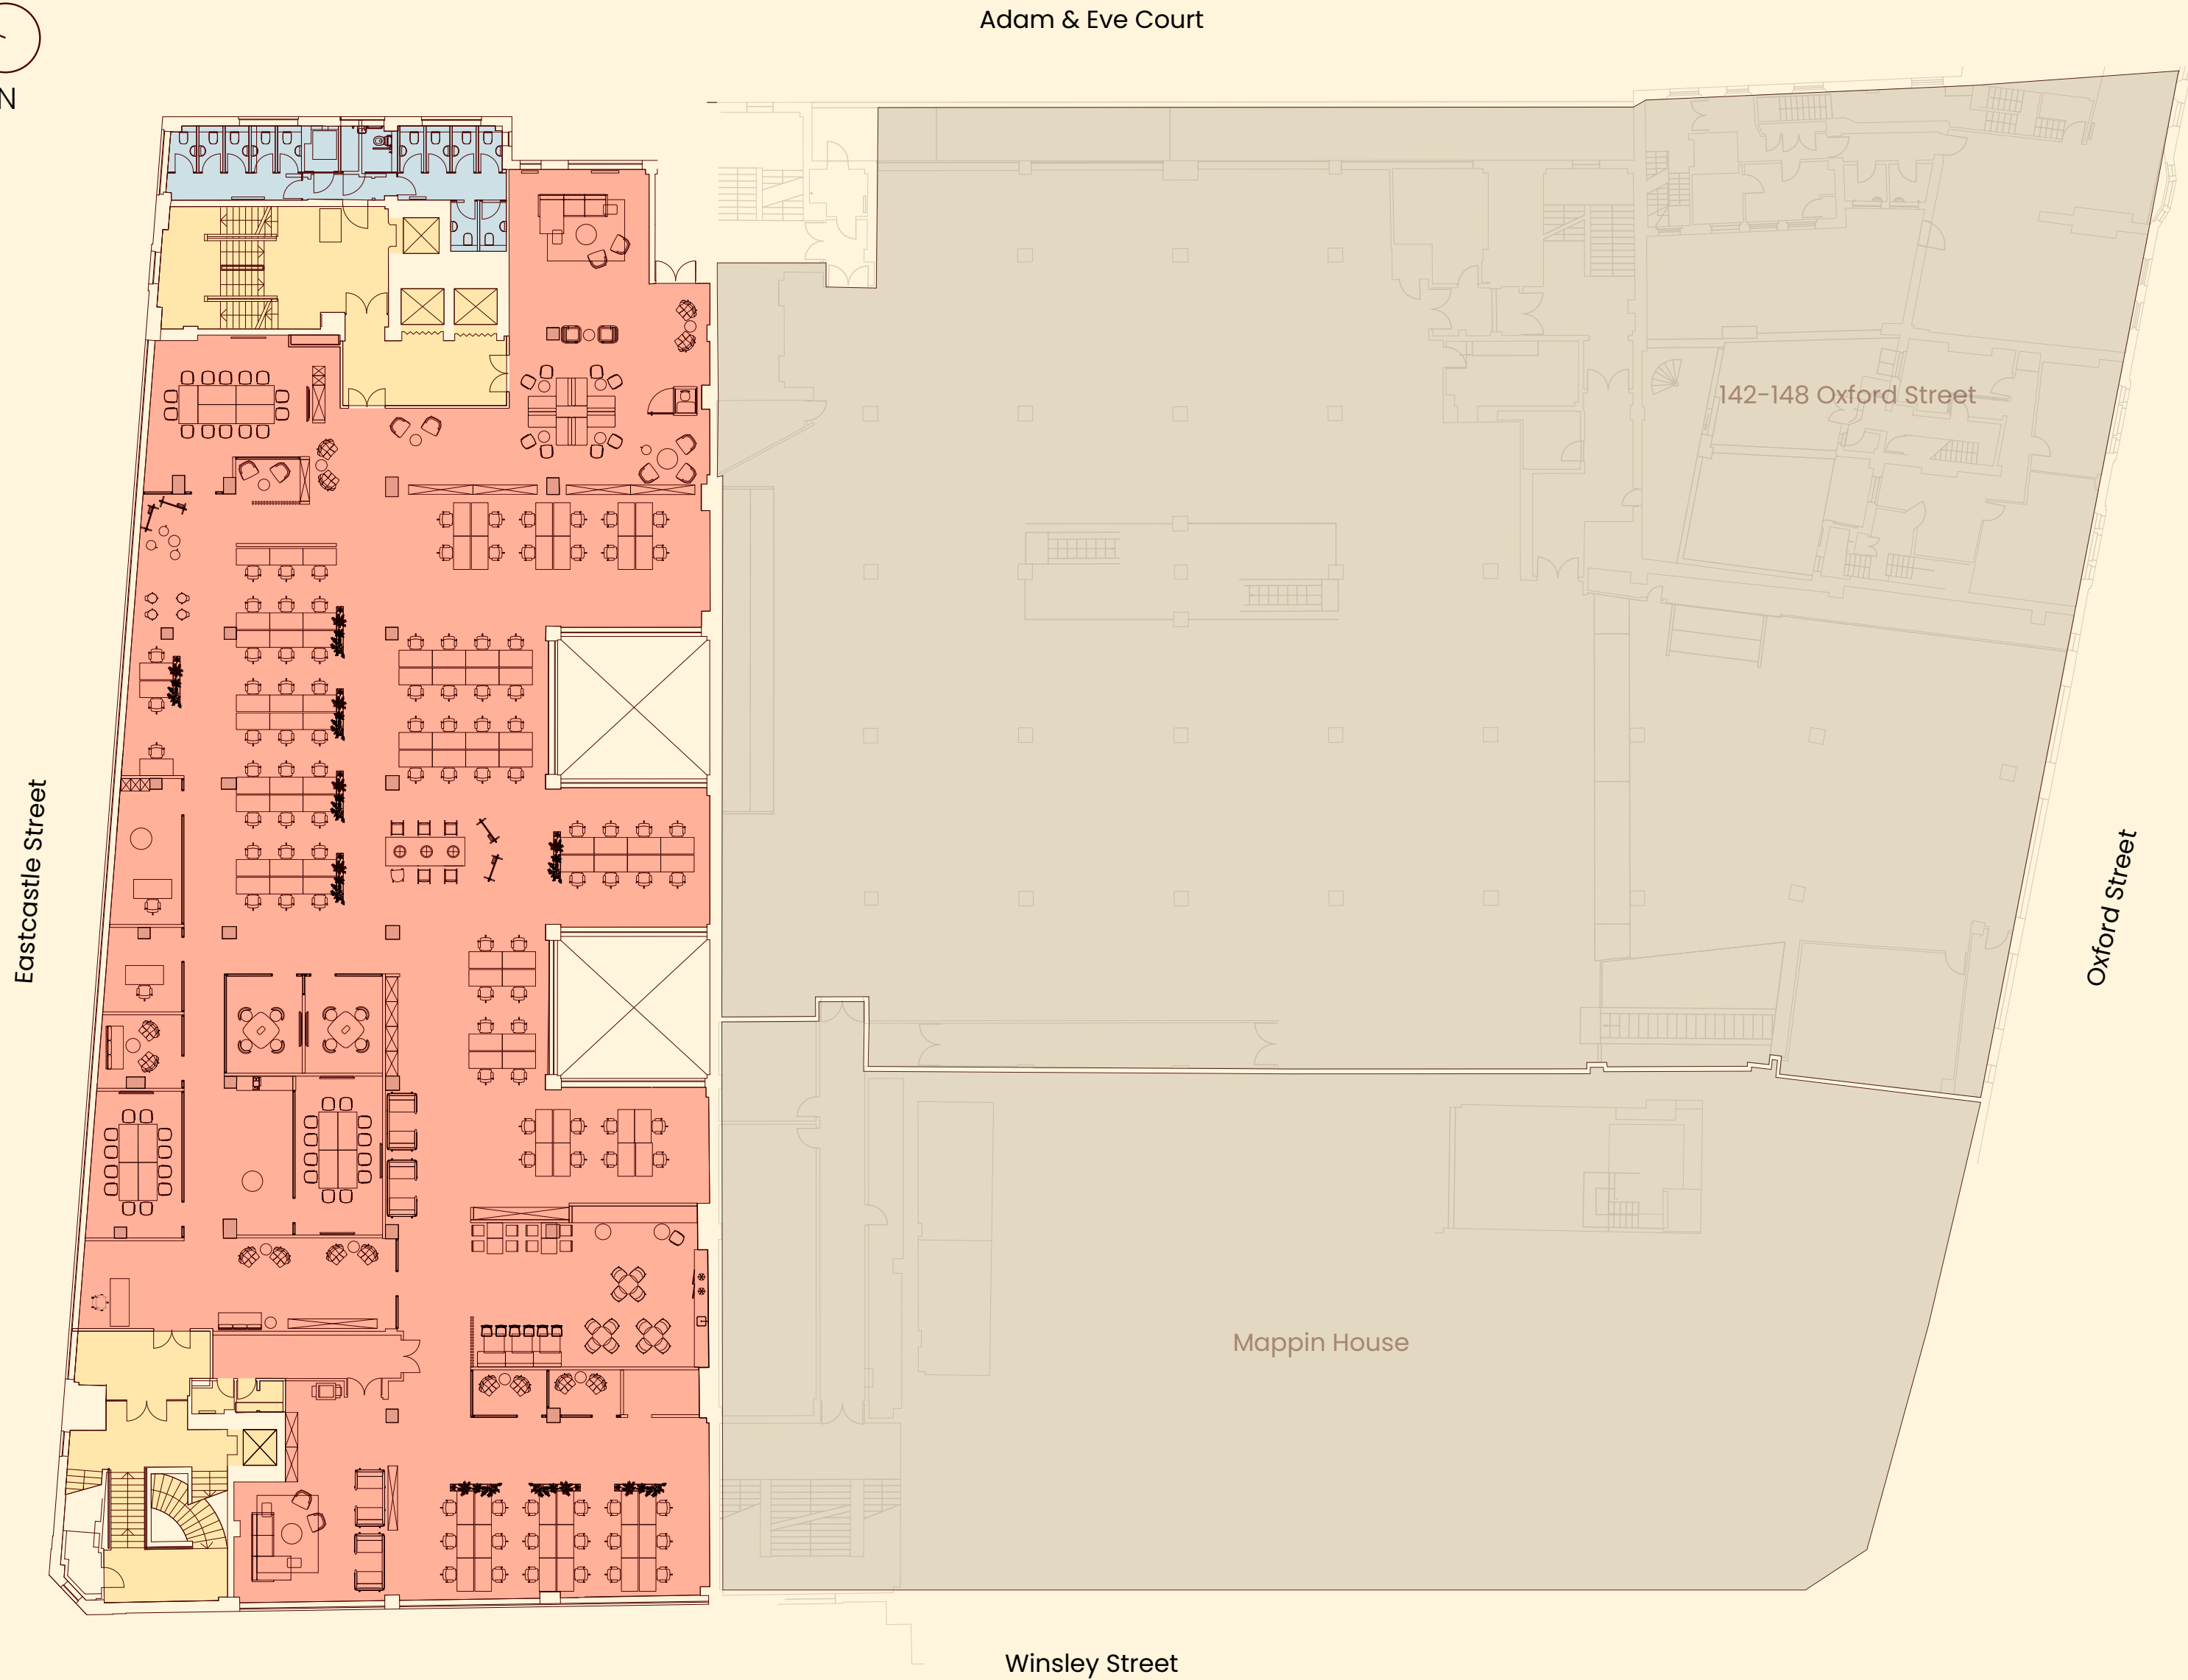 Adam & Eve Court
N
142-148 Oxford Street
Eastcastle Street
Oxford Street
Mappin House
Winsley Street